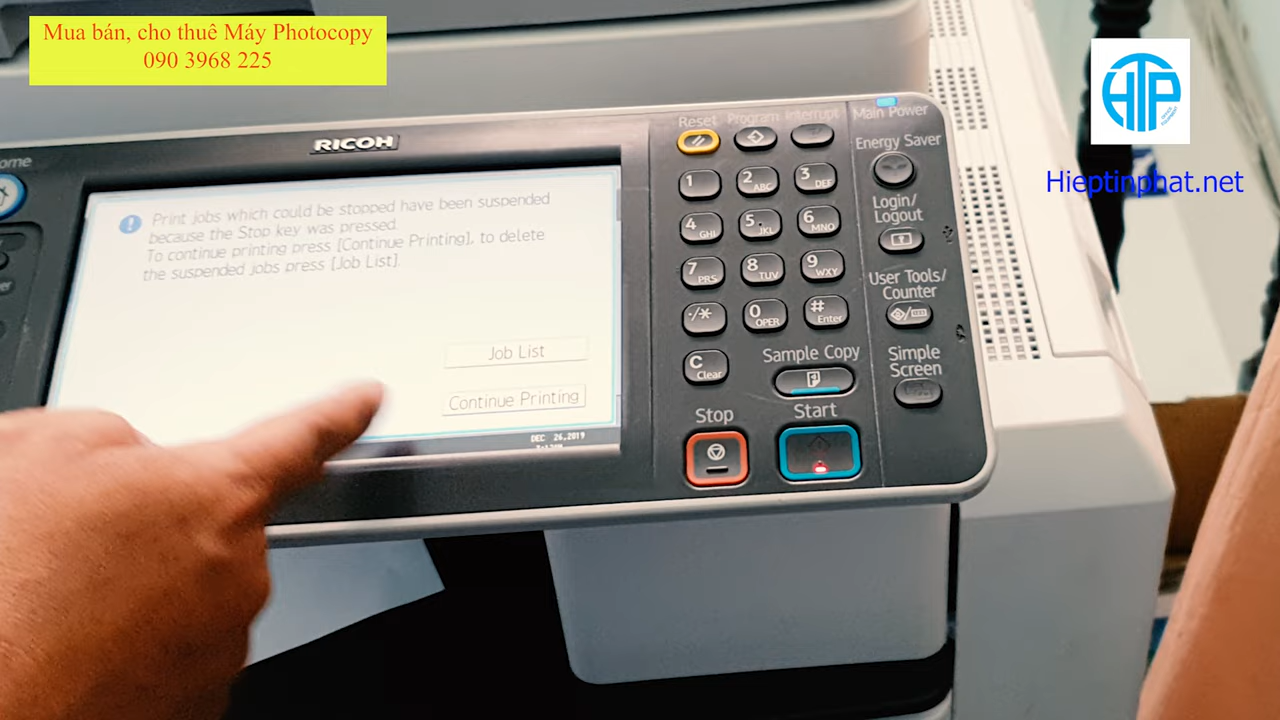 Mua bán, cho thuê Máy Photocopy
090 3968 225
HTP
Hieptinphat.net
RICOH
Print jobs which could be stopped have been suspended
because the Stop key was pressed.
To continue printing press [Continue Printing], to delete
the suspended jobs press [Job List].
Job List
Continue Printing
DEC 26,2019
Reset
Program
Interrupt
Main Power
Energy Saver
Login/
Logout
User Tools/
Counter
Simple
Screen
1
2 ABC
3 DEF
4 GHI
5 JKL
6 MNO
7 PRS
8 TUV
9 WXY
·/*
0 OPER
# Enter
C Clear
Sample Copy
Stop
Start